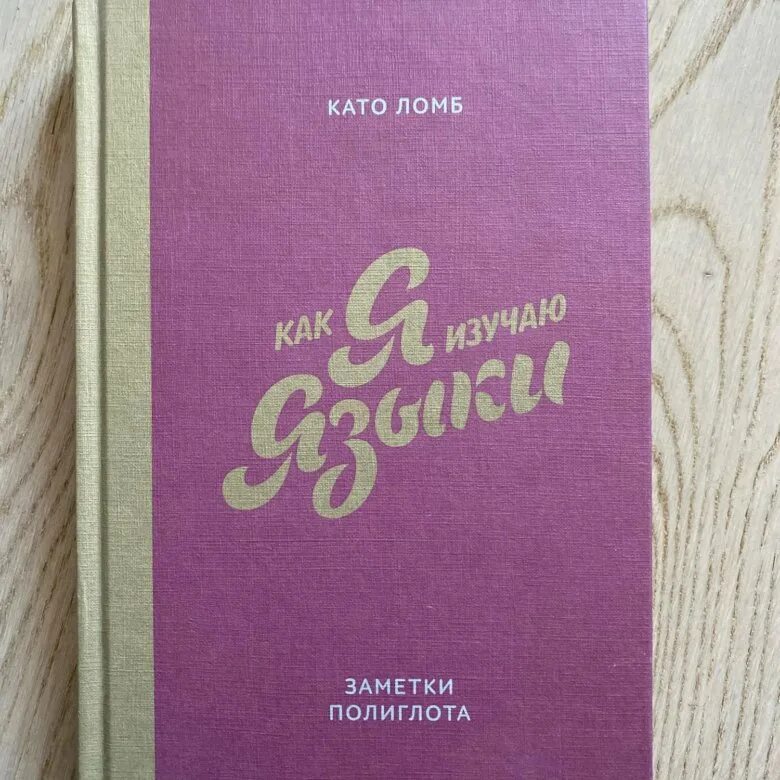 КАТО ЛОМБ
КАК Я ИЗУЧАЮ
ЯЗЫКИ
ЗАМЕТКИ
ПОЛИГЛОТА